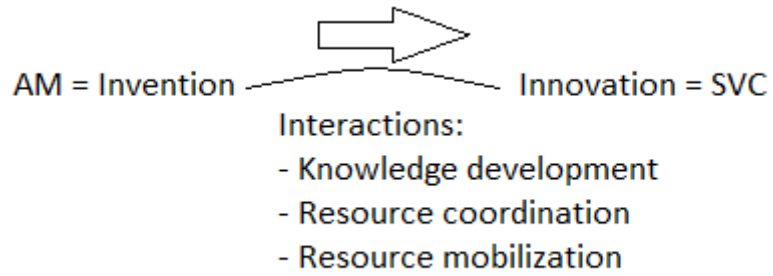 AM = Invention Innovation = SVC
Interactions:
- Knowledge development
- Resource coordination
- Resource mobilization